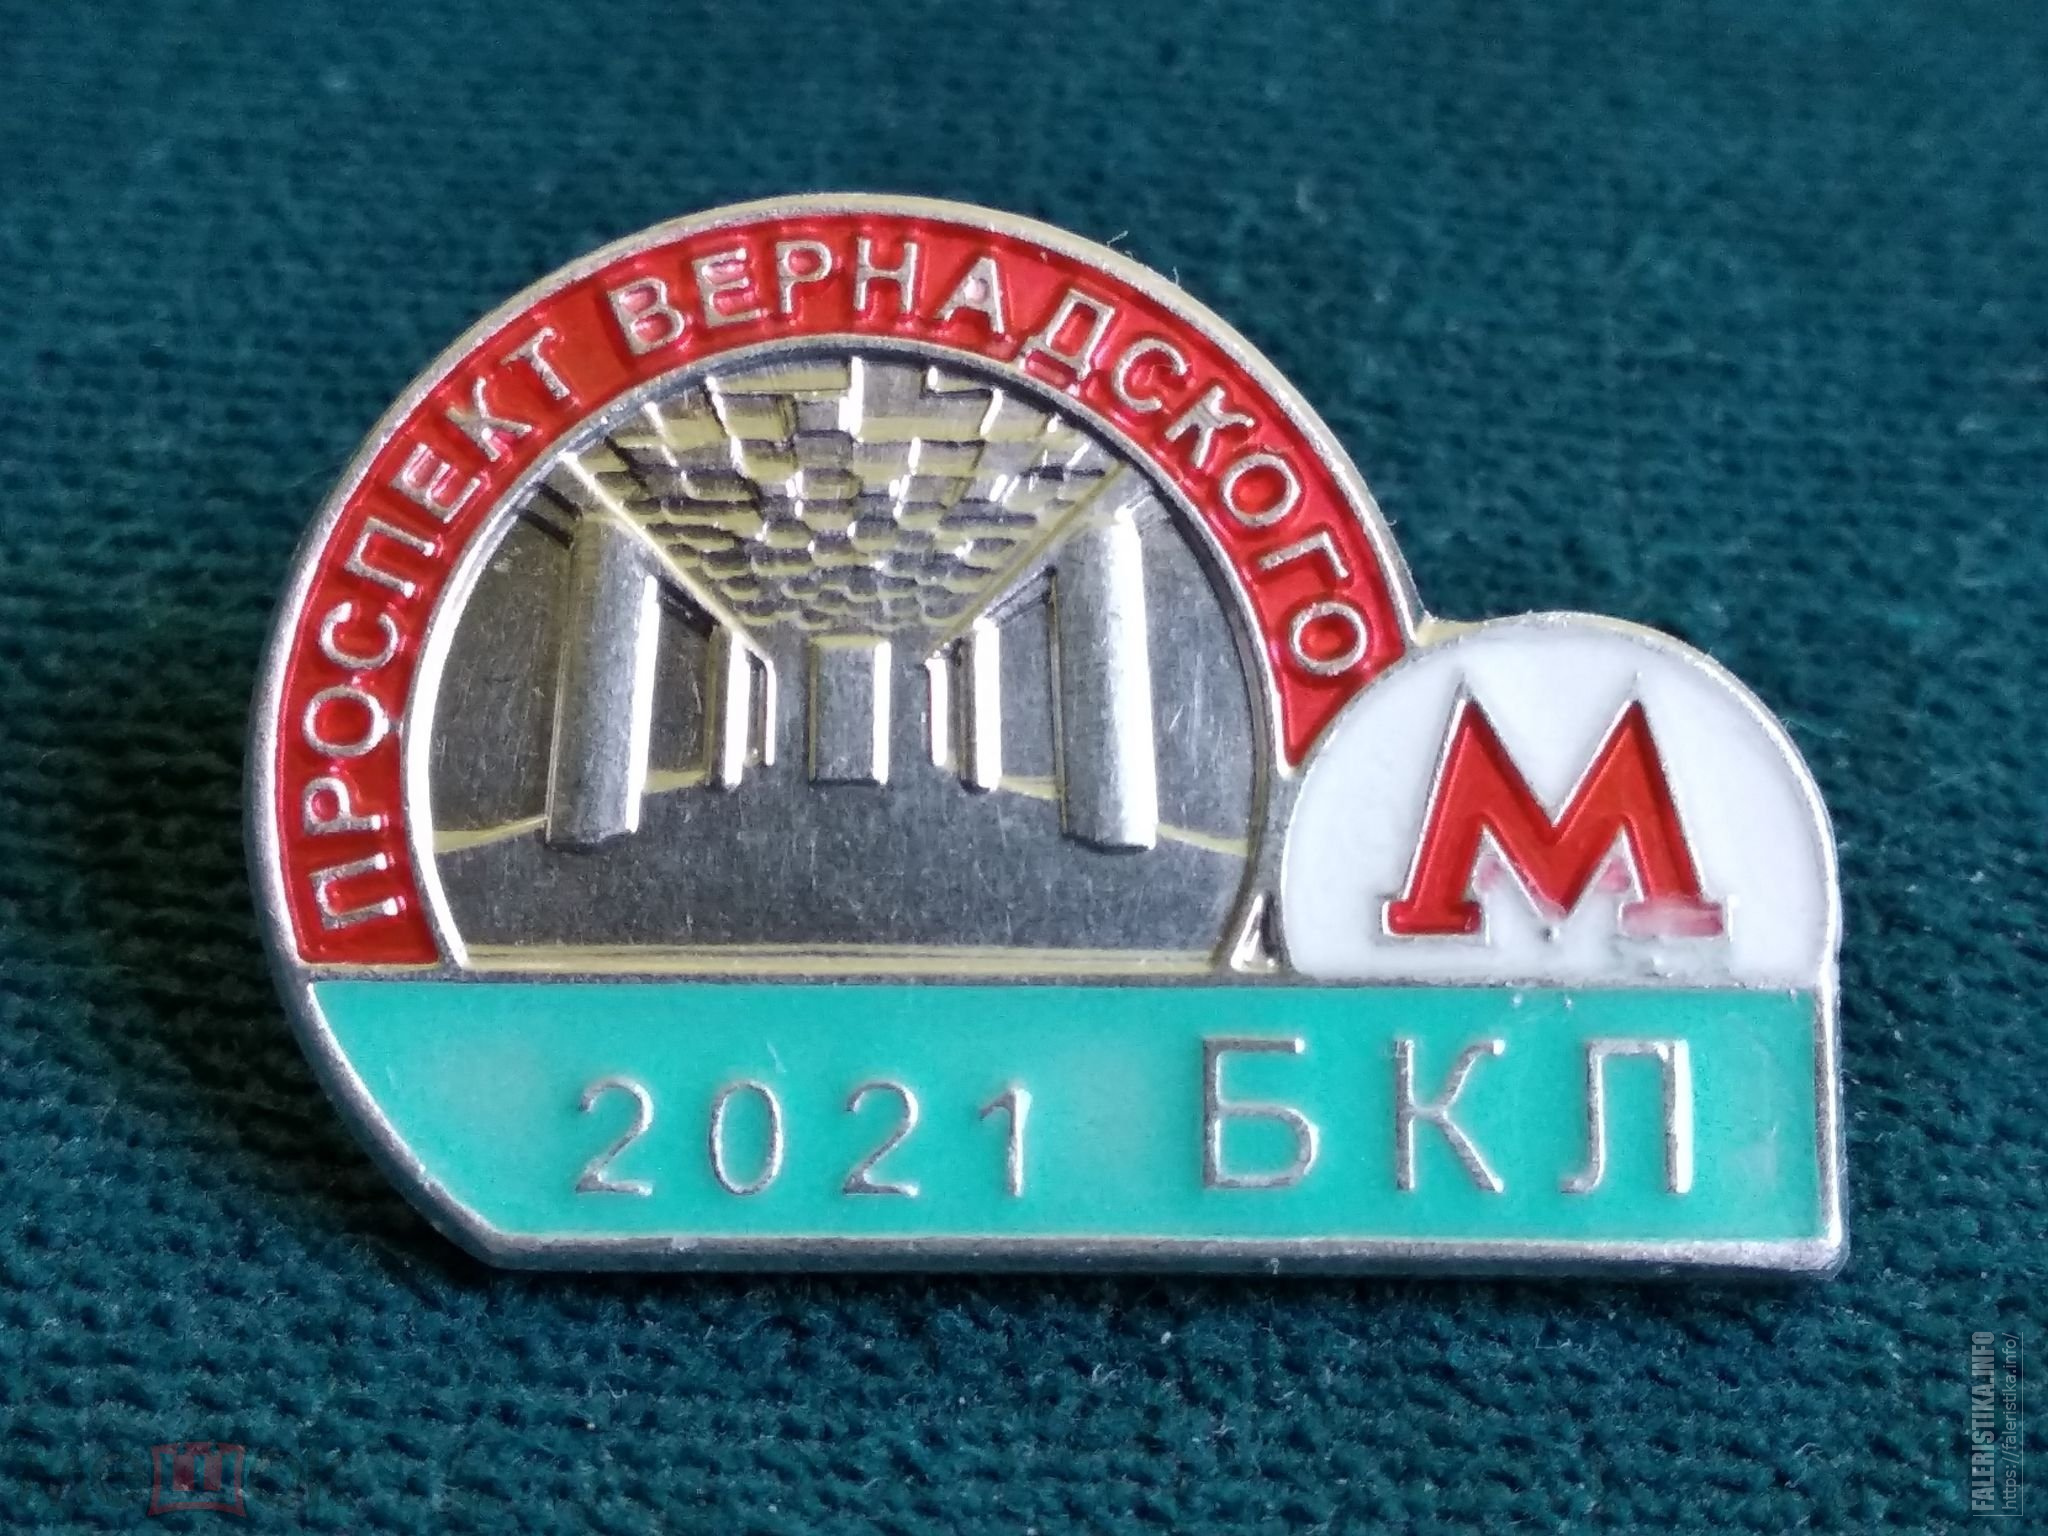 ПРОСПЕКТ ВЕРНАДСКОГО
М
2021 БКЛ
FALERISTIKA.INFO
https://faleristika.info/